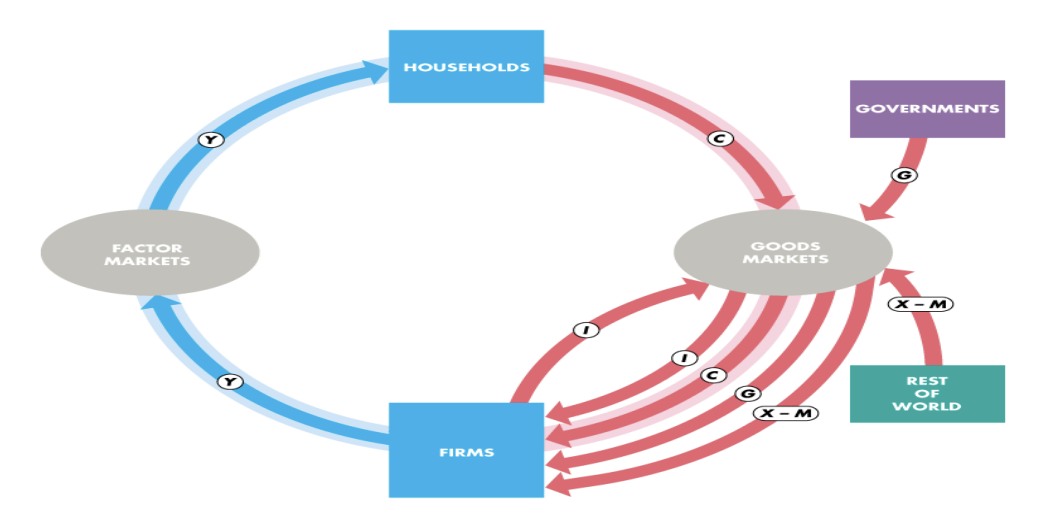 HOUSEHOLDS
GOVERNMENTS
Y
C
G
FACTOR
MARKETS
GOODS
MARKETS
X – M
I
I
Y
C
G
X – M
REST
OF
WORLD
FIRMS